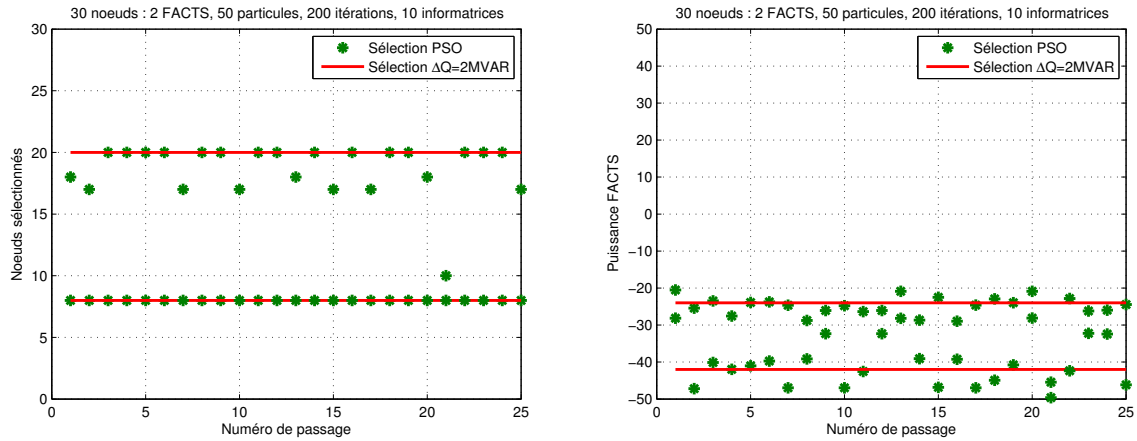 30 noeuds : 2 FACTS, 50 particules, 200 itérations, 10 informatrices
Noeuds sélectionnés
30
25
20
15
10
5
0
Sélection PSO
Sélection ΔQ=2MVAR
0 5 10 15 20 25
Numéro de passage
30 noeuds : 2 FACTS, 50 particules, 200 itérations, 10 informatrices
Puissance FACTS
50
40
30
20
10
0
−10
−20
−30
−40
−50
Sélection PSO
Sélection ΔQ=2MVAR
0 5 10 15 20 25
Numéro de passage